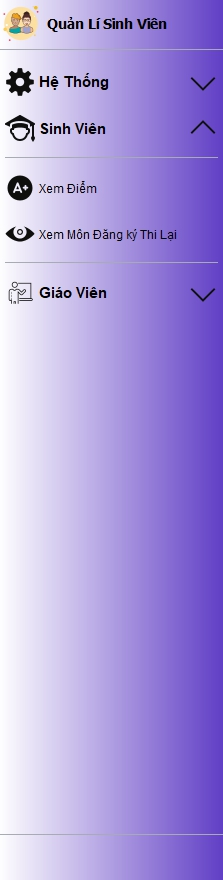 Quản Lí Sinh Viên
Hệ Thống
Sinh Viên
A+
Xem Điểm
Xem Môn Đăng ký Thi Lại
Giáo Viên